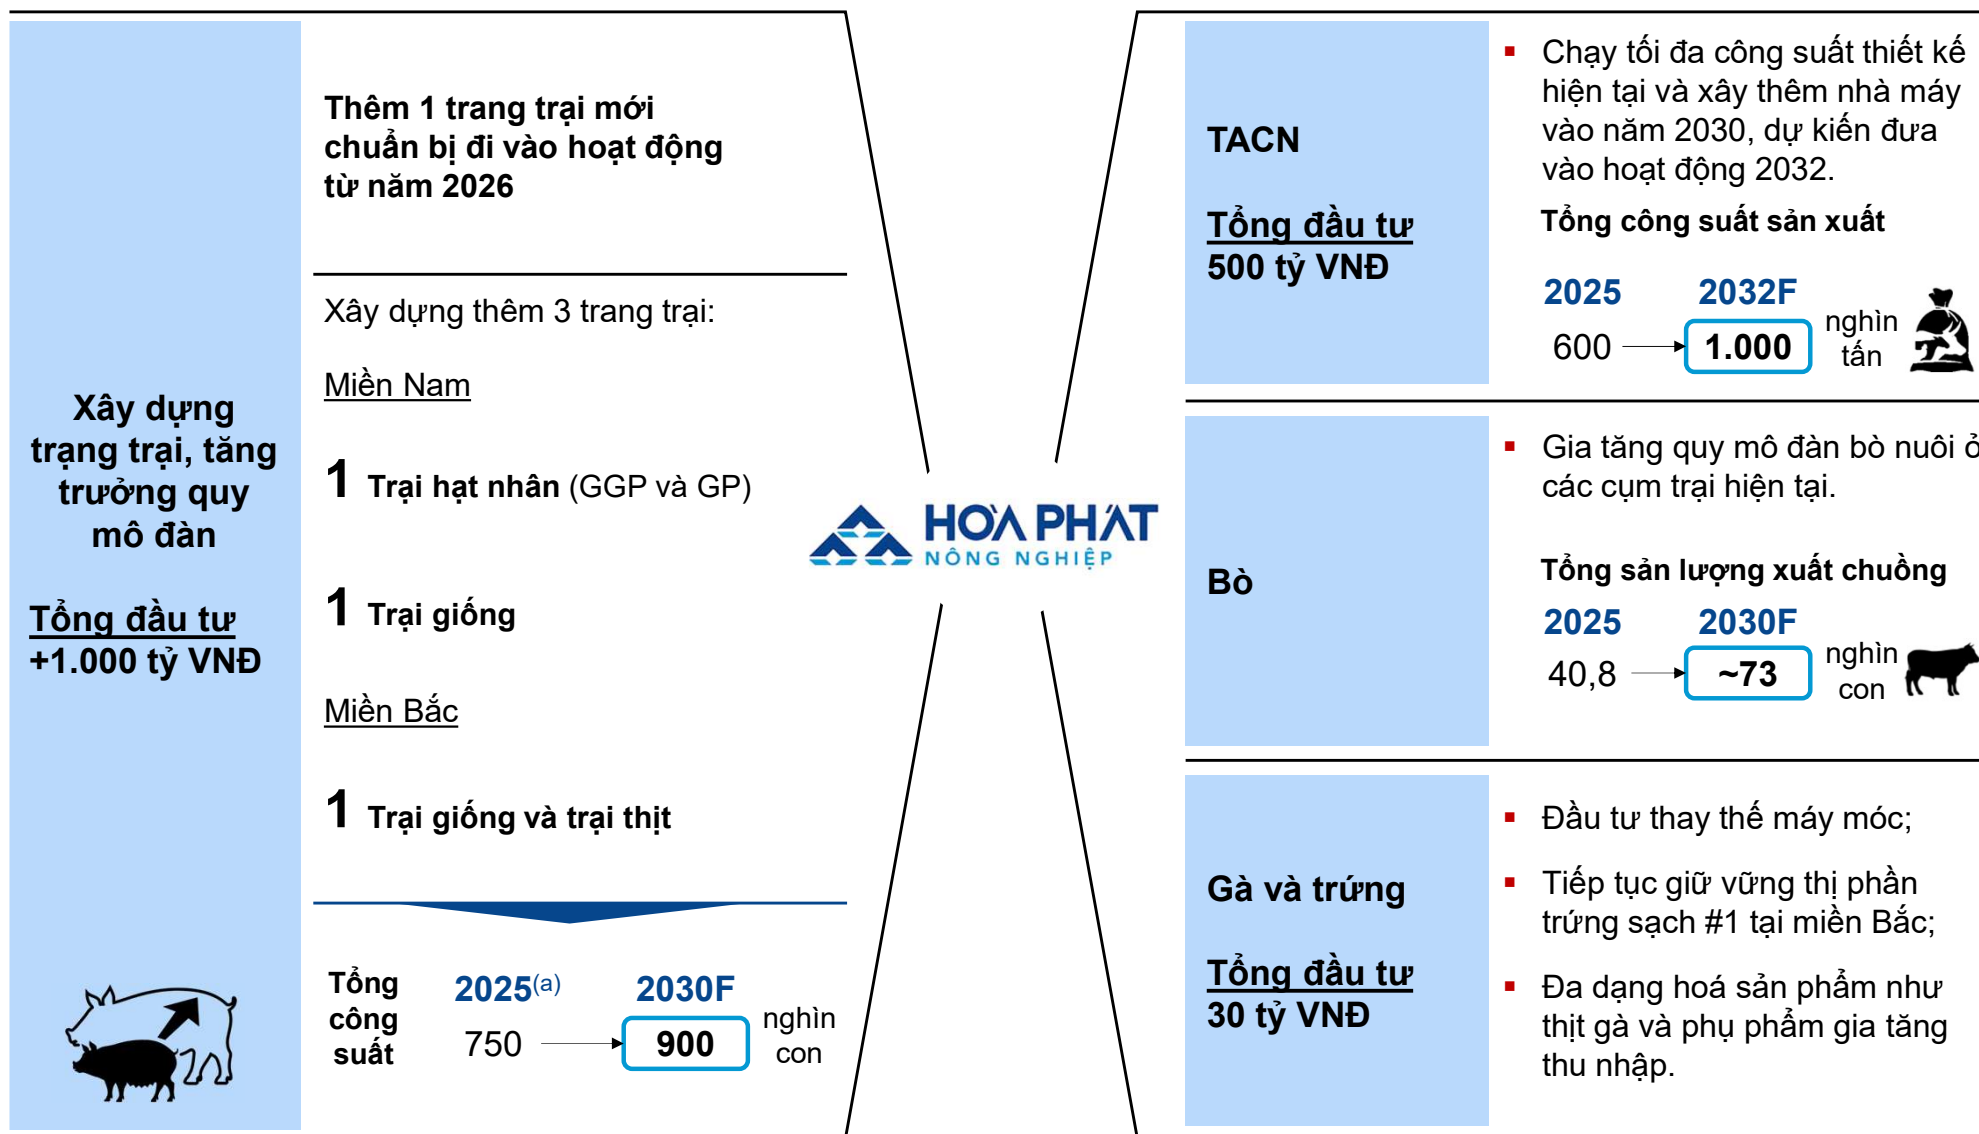 Xây dựng
trạng trại, tăng
trưởng quy
mô đàn
Tổng đầu tư
+1.000 tỷ VNĐ
Thêm 1 trang trại mới
chuẩn bị đi vào hoạt động
từ năm 2026
Xây dựng thêm 3 trang trại:
Miền Nam
1 Trại hạt nhân (GGP và GP)
1 Trại giống
Miền Bắc
1 Trại giống và trại thịt
Tổng
công
suất
2025(a) 2030F
750 900 nghìn
con
HOÀ PHÁT
NÔNG NGHIỆP
TACN
Tổng đầu tư
500 tỷ VNĐ
Chạy tối đa công suất thiết kế
hiện tại và xây thêm nhà máy
vào năm 2030, dự kiến đưa
vào hoạt động 2032.
Tổng công suất sản xuất
2025 2032F
600 1.000 nghìn
tấn
Bò
Gia tăng quy mô đàn bò nuôi ở
các cụm trại hiện tại.
Tổng sản lượng xuất chuồng
2025 2030F
40,8 ~73 nghìn
con
Gà và trứng
Tổng đầu tư
30 tỷ VNĐ
Đầu tư thay thế máy móc;
Tiếp tục giữ vững thị phần
trứng sạch #1 tại miền Bắc;
Đa dạng hoá sản phẩm như
thịt gà và phụ phẩm gia tăng
thu nhập.